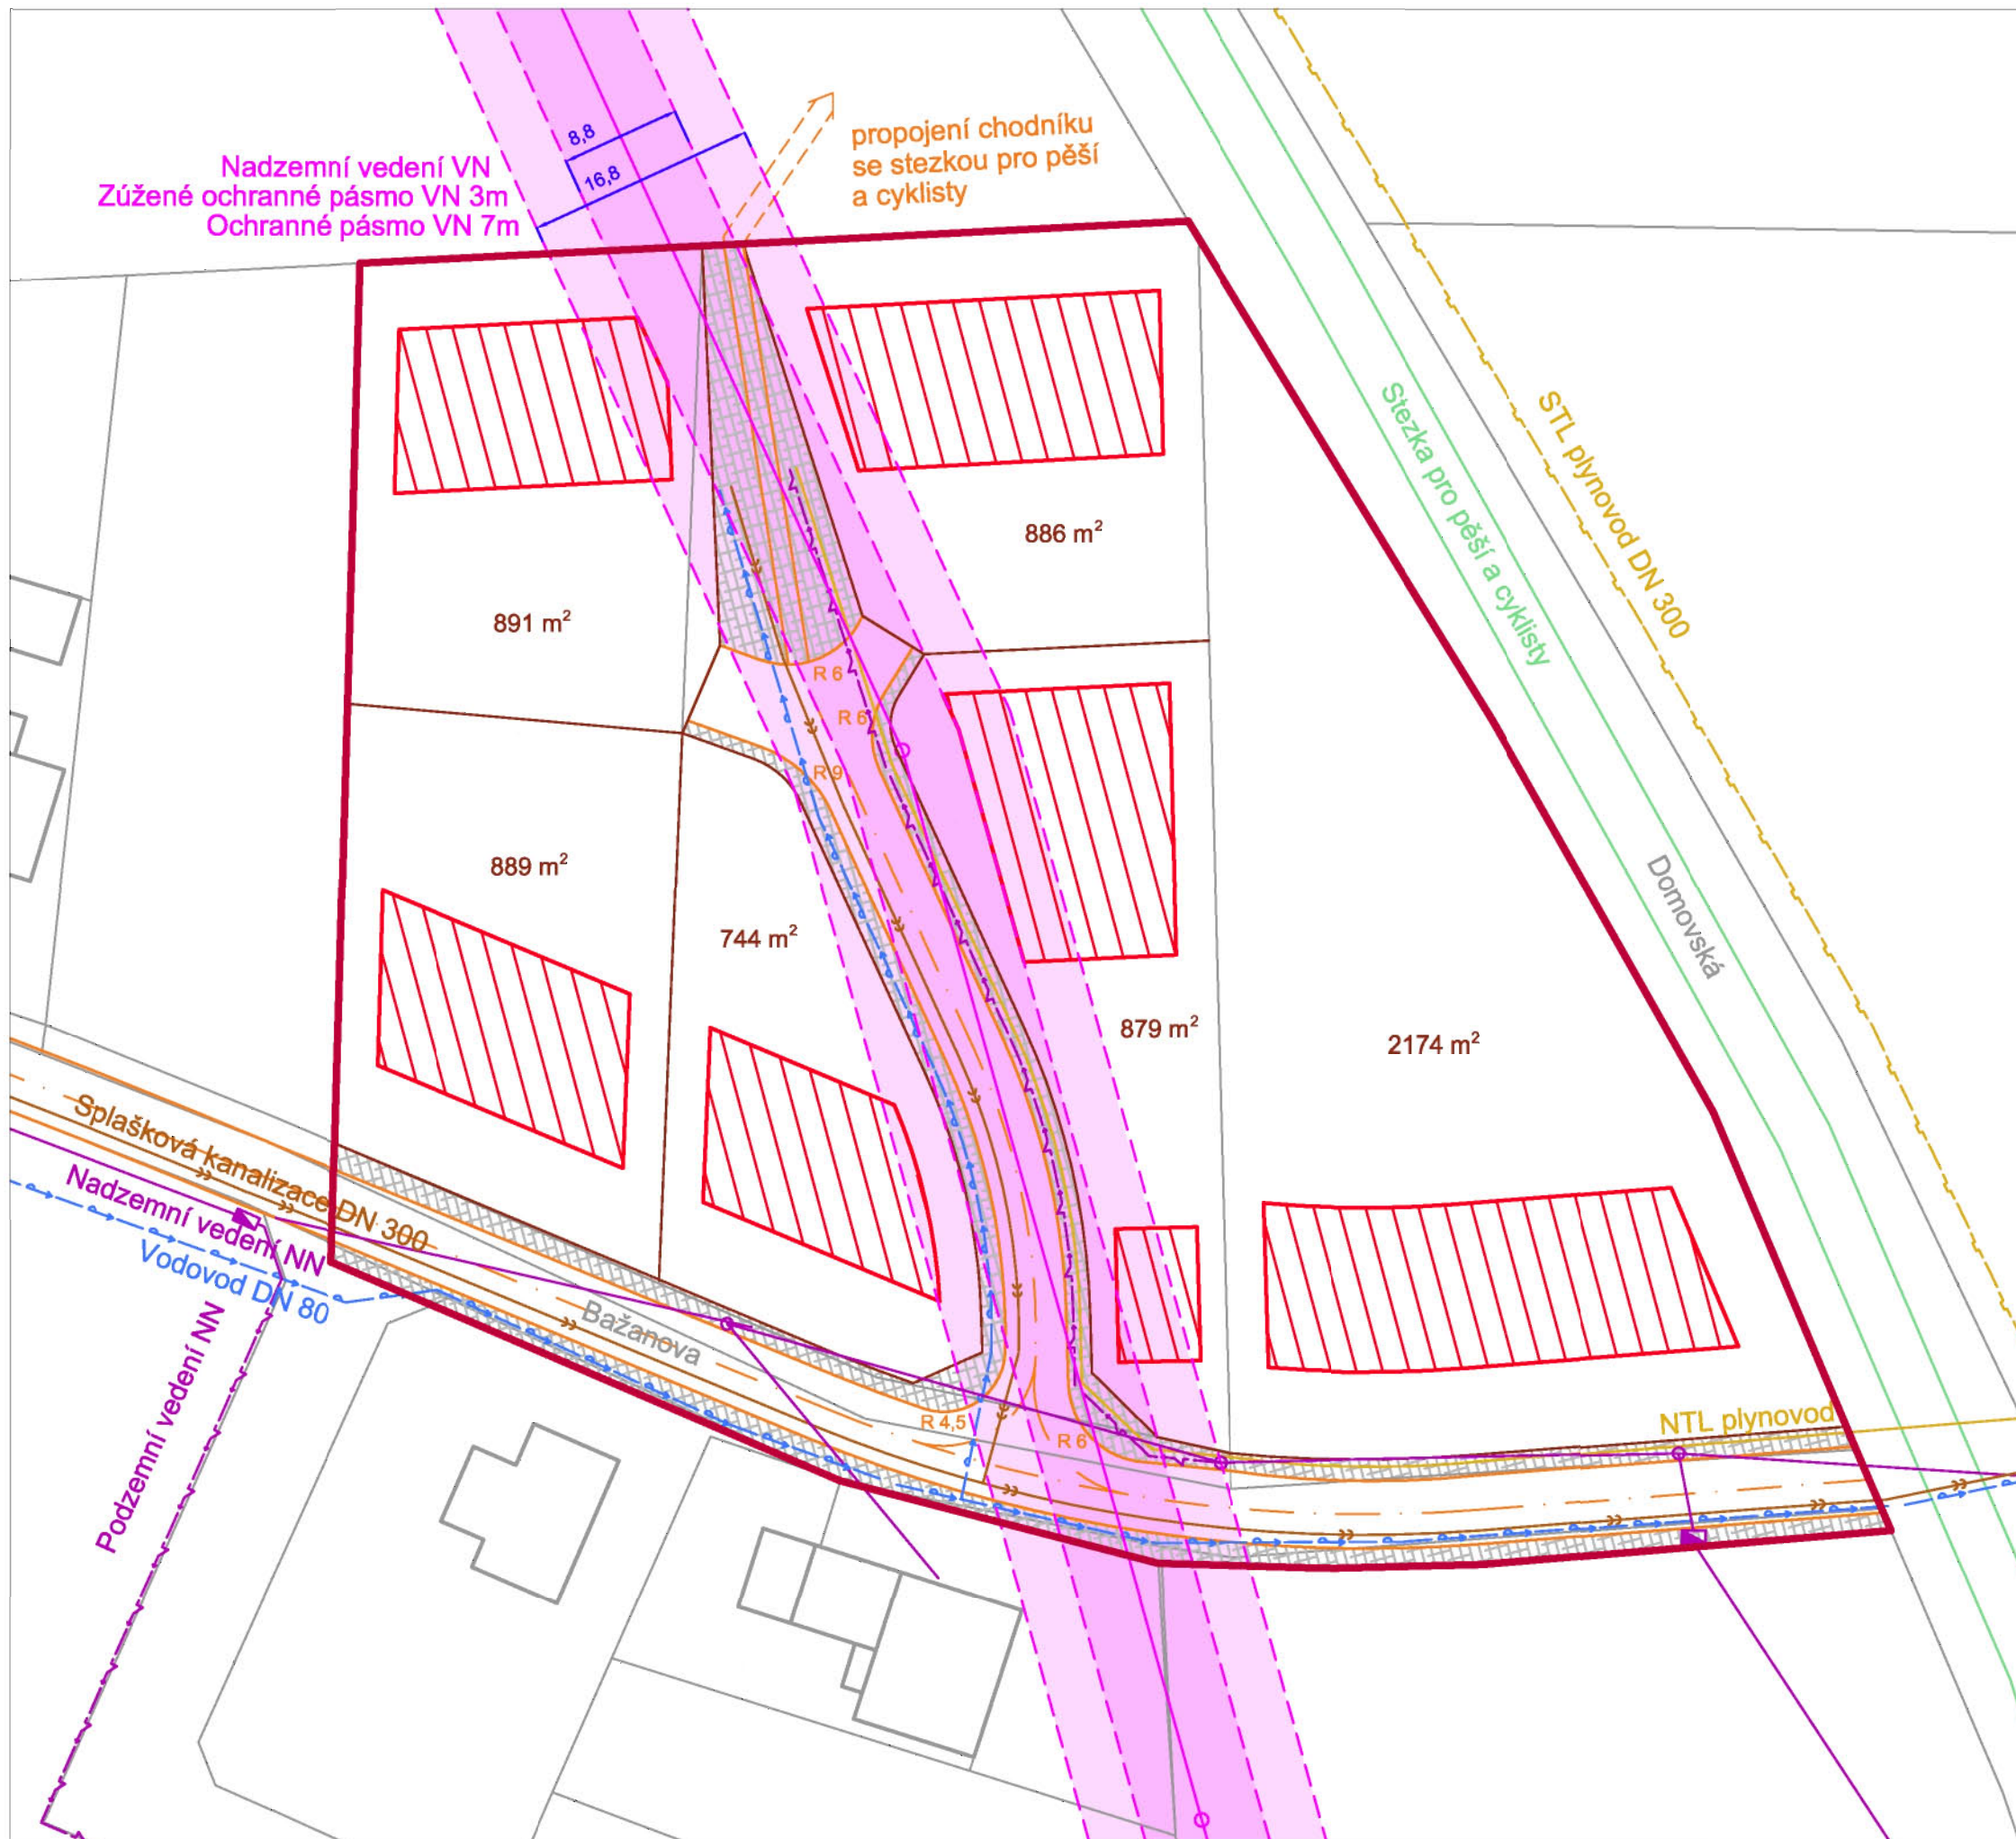 8,8
16,8
propojení chodníku
se stezkou pro pěší
a cyklisty
Nadzemní vedení VN
Zúžené ochranné pásmo VN 3m
Ochranné pásmo VN 7m
STL plynovod DN 300
Stezka pro pěší a cyklisty
886 m²
891 m²
R 6
R 6
R 9
889 m²
744 m²
Domovská
879 m²
2174 m²
Splašková kanalizace DN 300
Nadzemní vedení NN
Vodovod DN 80
Bažanova
Podzemní vedení NN
R 4,5
R 6
NTL plynovod